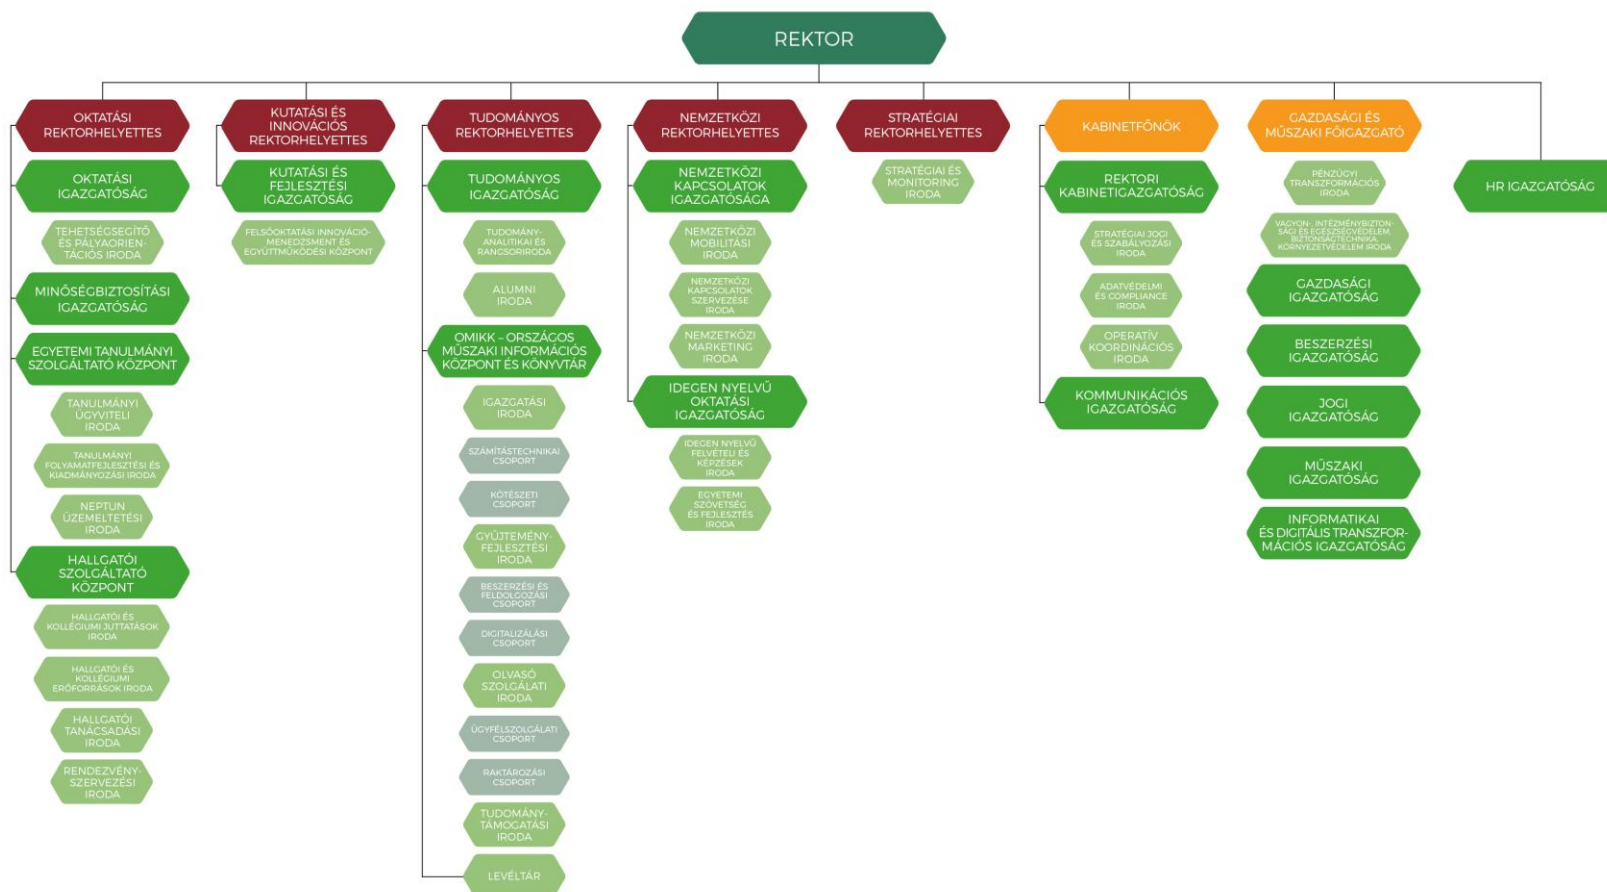 REKTOR
OKTATÁSI
REKTORHELYETTES
OKTATÁSI
IGAZGATÓSÁG
TEHETSÉGSEGÍTŐ
ÉS PÁLYAORIEN-
TÁCIÓS IRODA
MINŐSÉGBIZTOSÍTÁSI
IGAZGATÓSÁG
EGYETEMI TANULMÁNYI
SZOLGÁLTATÓ KÖZPONT
TANULMÁNYI
ÜGYVITELI
IRODA
TANULMÁNYI
FOLYAMATFEJLESZTÉSI ÉS
KIADMÁNYOZÁSI IRODA
NEPTUN
ÜZEMELTETÉSI
IRODA
HALLGATÓI
SZOLGÁLTATÓ
KÖZPONT
HALLGATÓI ÉS
KOLLÉGIUMI JUTTATÁSOK
IRODA
HALLGATÓI ÉS
KOLLÉGIUMI
ERŐFORRÁSOK IRODA
HALLGATÓI
TANÁCSADÁSI
IRODA
RENDEZVÉNY-
SZERVEZÉSI
IRODA
KUTATÁSI ÉS
INNOVÁCIÓS
REKTORHELYETTES
KUTATÁSI ÉS
FEJLESZTÉSI
IGAZGATÓSÁG
FELSŐOKTATÁSI INNOVÁCIÓ-
MENEDZSMENT ÉS
EGYÜTTMŰKÖDÉSI KÖZPONT
TUDOMÁNYOS
REKTORHELYETTES
TUDOMÁNYOS
IGAZGATÓSÁG
TUDOMÁNY-
ANALITIKAI ÉS
RANGSORIRODA
ALUMNI
IRODA
OMIKK – ORSZÁGOS
MŰSZAKI INFORMÁCIÓS
KÖZPONT ÉS KÖNYVTÁR
IGAZGATÁSI
IRODA
SZÁMÍTÁSTECHNIKAI
CSOPORT
KÖTÉSZETI
CSOPORT
GYŰJTEMÉNY-
FEJLESZTÉSI
IRODA
BESZERZÉSI ÉS
FELDOLGOZÁSI
CSOPORT
DIGITALIZÁLÁSI
CSOPORT
OLVASÓ
SZOLGÁLATI
IRODA
ÜGYFÉLSZOLGÁLATI
CSOPORT
RAKTÁROZÁSI
CSOPORT
TUDOMÁNY-
TÁMOGATÁSI
IRODA
LEVÉLTÁR
NEMZETKÖZI
REKTORHELYETTES
NEMZETKÖZI
KAPCSOLATOK
IGAZGATÓSÁGA
NEMZETKÖZI
MOBILITÁSI
IRODA
NEMZETKÖZI
KAPCSOLATOK
SZERVEZÉSE
IRODA
NEMZETKÖZI
MARKETING
IRODA
IDEGEN NYELVŰ
OKTATÁSI
IGAZGATÓSÁG
IDEGEN NYELVŰ
FELVÉTELI ÉS
KÉPZÉSEK
IRODA
EGYETEMI
SZÖVETSÉG
ÉS FEJLESZTÉS
IRODA
STRATÉGIAI
REKTORHELYETTES
STRATÉGIAI ÉS
MONITORING
IRODA
KABINETFŐNÖK
REKTORI
KABINETIGAZGATÓSÁG
STRATÉGIAI JOGI
ÉS SZABÁLYOZÁSI
IRODA
ADATVÉDELMI
ÉS COMPLIANCE
IRODA
OPERATÍV
KOORDINÁCIÓS
IRODA
KOMMUNIKÁCIÓS
IGAZGATÓSÁG
GAZDASÁGI ÉS
MŰSZAKI FŐIGAZGATÓ
PÉNZÜGYI
TRANSZFORMÁCIÓS
IRODA
VAGYON-, INTÉZMÉNYBIZTON-
SÁGI ÉS EGÉSZSÉGVÉDELEM,
BIZTONSÁGTECHNIKA,
KÖRNYEZETVÉDELEM IRODA
GAZDASÁGI
IGAZGATÓSÁG
BESZERZÉSI
IGAZGATÓSÁG
JOGI
IGAZGATÓSÁG
MŰSZAKI
IGAZGATÓSÁG
INFORMATIKAI
ÉS DIGITÁLIS TRANSZFOR-
MÁCIÓS IGAZGATÓSÁG
HR IGAZGATÓSÁG